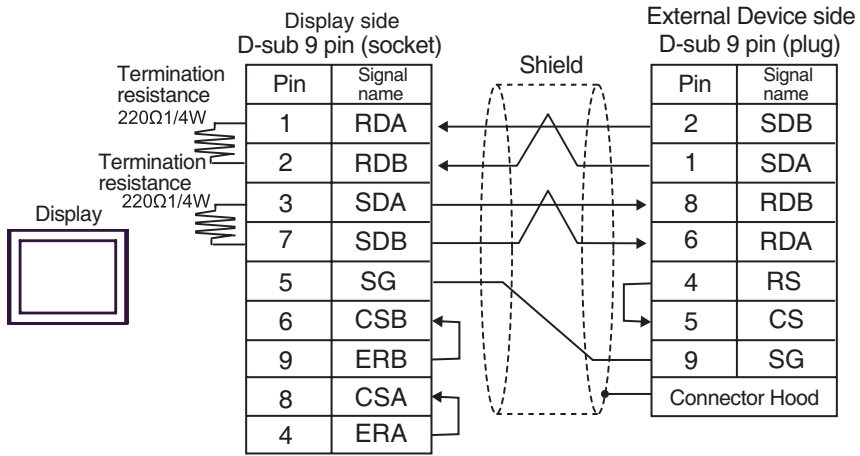 Display side
D-sub 9 pin (socket)
External Device side
D-sub 9 pin (plug)
Shield
Termination
resistance
220Ω1/4W
Termination
resistance
220Ω1/4W
Display
Pin Signal name
1 RDA
2 RDB
3 SDA
7 SDB
5 SG
6 CSB
9 ERB
8 CSA
4 ERA
Pin Signal name
2 SDB
1 SDA
8 RDB
6 RDA
4 RS
5 CS
9 SG
Connector Hood